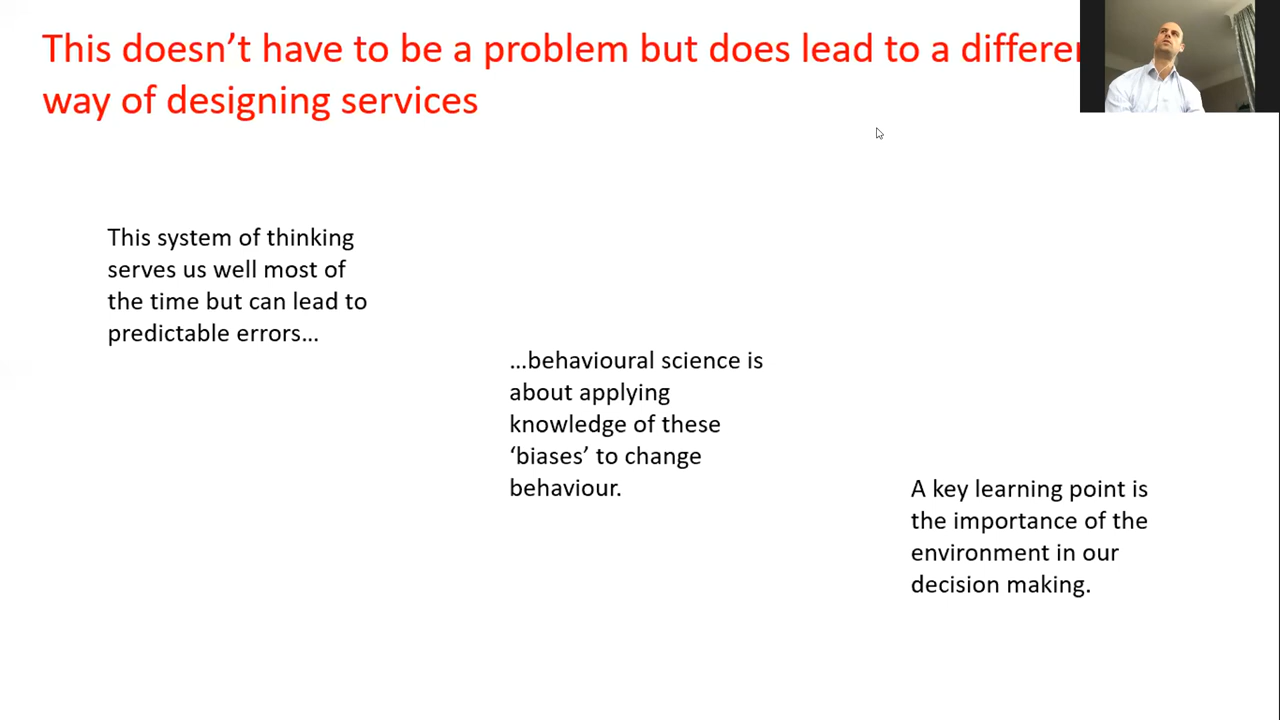 This doesn’t have to be a problem but does lead to a
way of designing services
This system of thinking
serves us well most of
the time but can lead to
predictable errors…
…behavioural science is
about applying
knowledge of these
‘biases’ to change
behaviour.
A key learning point is
the importance of the
environment in our
decision making.